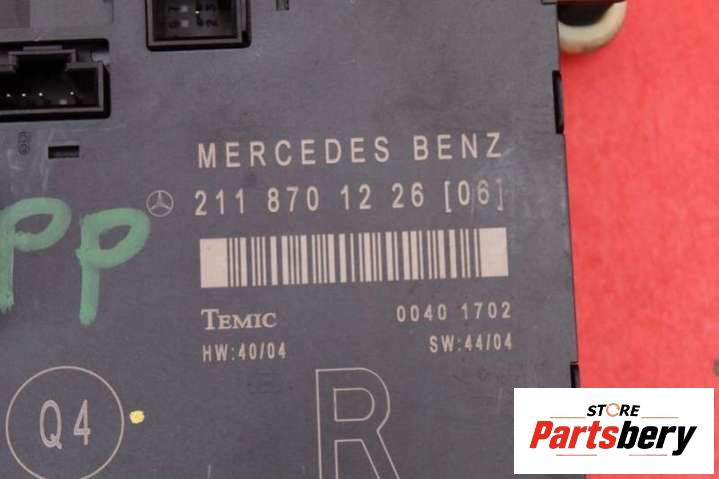 MERCEDES BENZ
211 870 12 26 [06]
PP
TEMIC 0040 1702
HW:40/04 SW:44/04
Q4
R
STORE
Partsbery